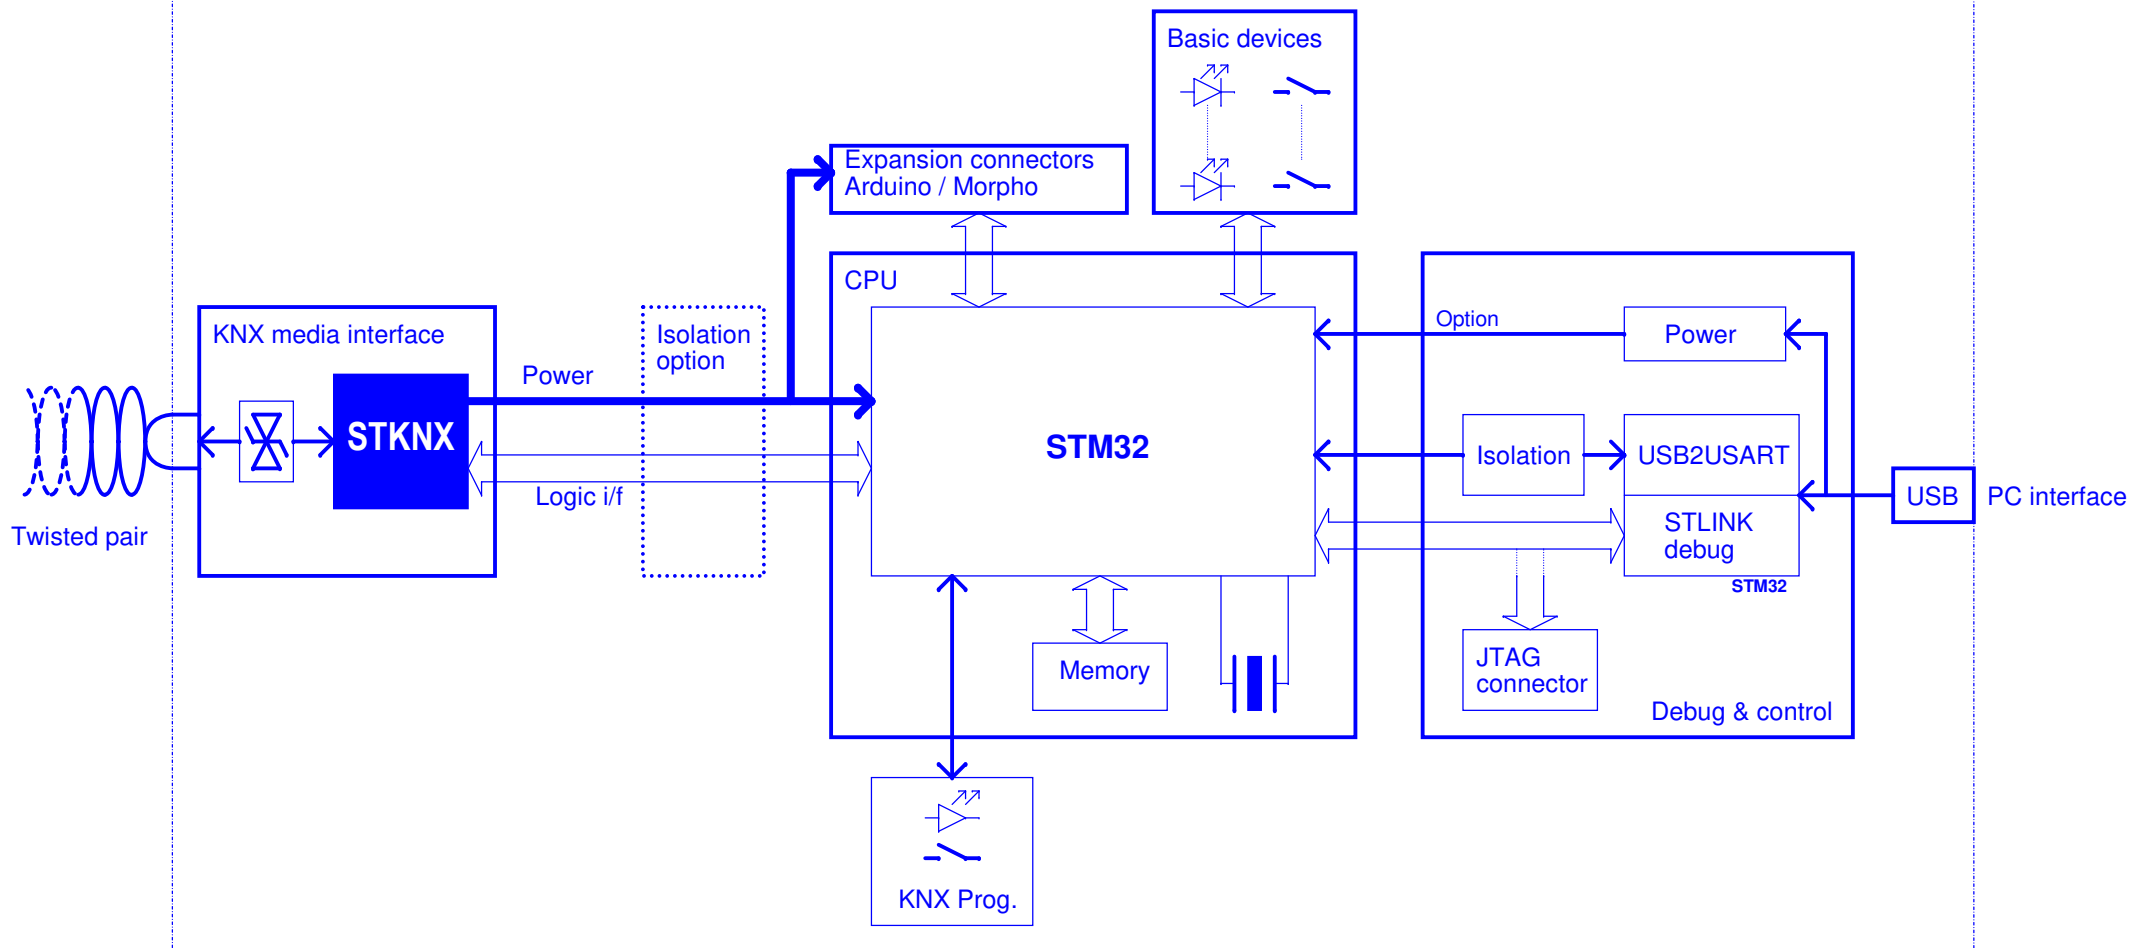 Basic devices
Expansion connectors
Arduino / Morpho
CPU
KNX media interface
Isolation
option
Option
Power
Power
STKNX
STM32
Isolation
USB2USART
Logic i/f
USB
PC interface
Twisted pair
STLINK
debug
STM32
Memory
JTAG
connector
Debug & control
KNX Prog.